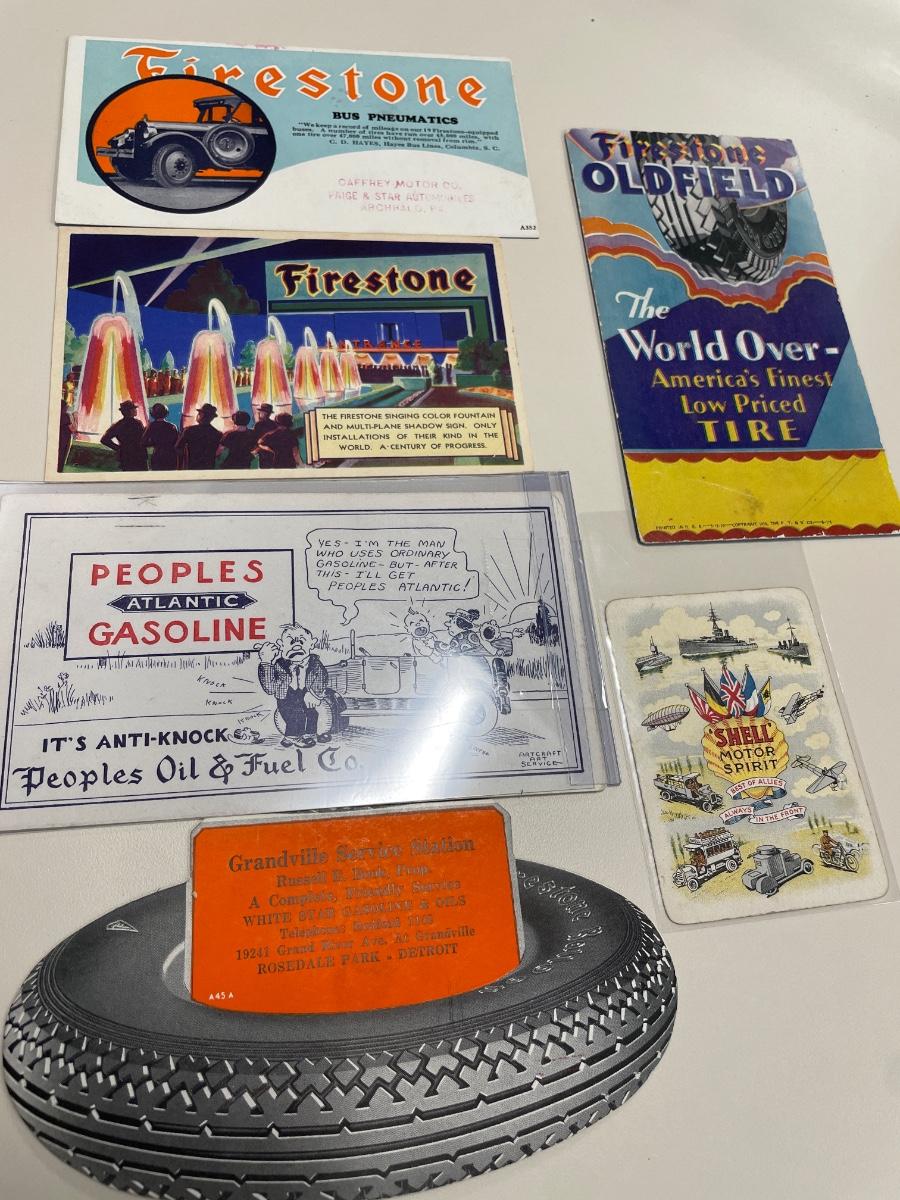 Firestone
BUS PNEUMATICS
"We keep a record of mileage on our 19 Firestone-equipped
buses. A number of tires have run over 45,000 miles, with
one tire over 47,000 miles without removal from rim."
C. D. HAYES, Hayes Bus Lines, Columbia, S. C.
CAFFREY MOTOR CO.
PAIGE & STAR AUTOMOBILES
ARCHBALD, PA.
A352
Firestone
ENTRANCE
THE FIRESTONE SINGING COLOR FOUNTAIN
AND MULTI-PLANE SHADOW SIGN. ONLY
INSTALLATIONS OF THEIR KIND IN THE
WORLD. A CENTURY OF PROGRESS.
Firestone
OLDFIELD
The
World Over-
America's Finest
Low Priced
TIRE
PEOPLES
ATLANTIC
GASOLINE
YES- I'M THE MAN
WHO USES ORDINARY
GASOLINE- BUT- AFTER
THIS- I'LL GET
PEOPLES ATLANTIC!
KNOCK
KNOCK
KNOCK
IT'S ANTI-KNOCK
Peoples Oil & Fuel Co.
ARTCRAFT
ART
SERVICE
'SHELL'
MOTOR
SPIRIT
BEST OF ALLIES
ALWAYS IN THE FRONT
Grandville Service Station
Russell E. Prop.
A Complete, Friendly Service
WHITE STAR GASOLINE & OILS
Telephone:
19241 Grand River Ave. At Grandville
ROSEDALE PARK - DETROIT
A45A